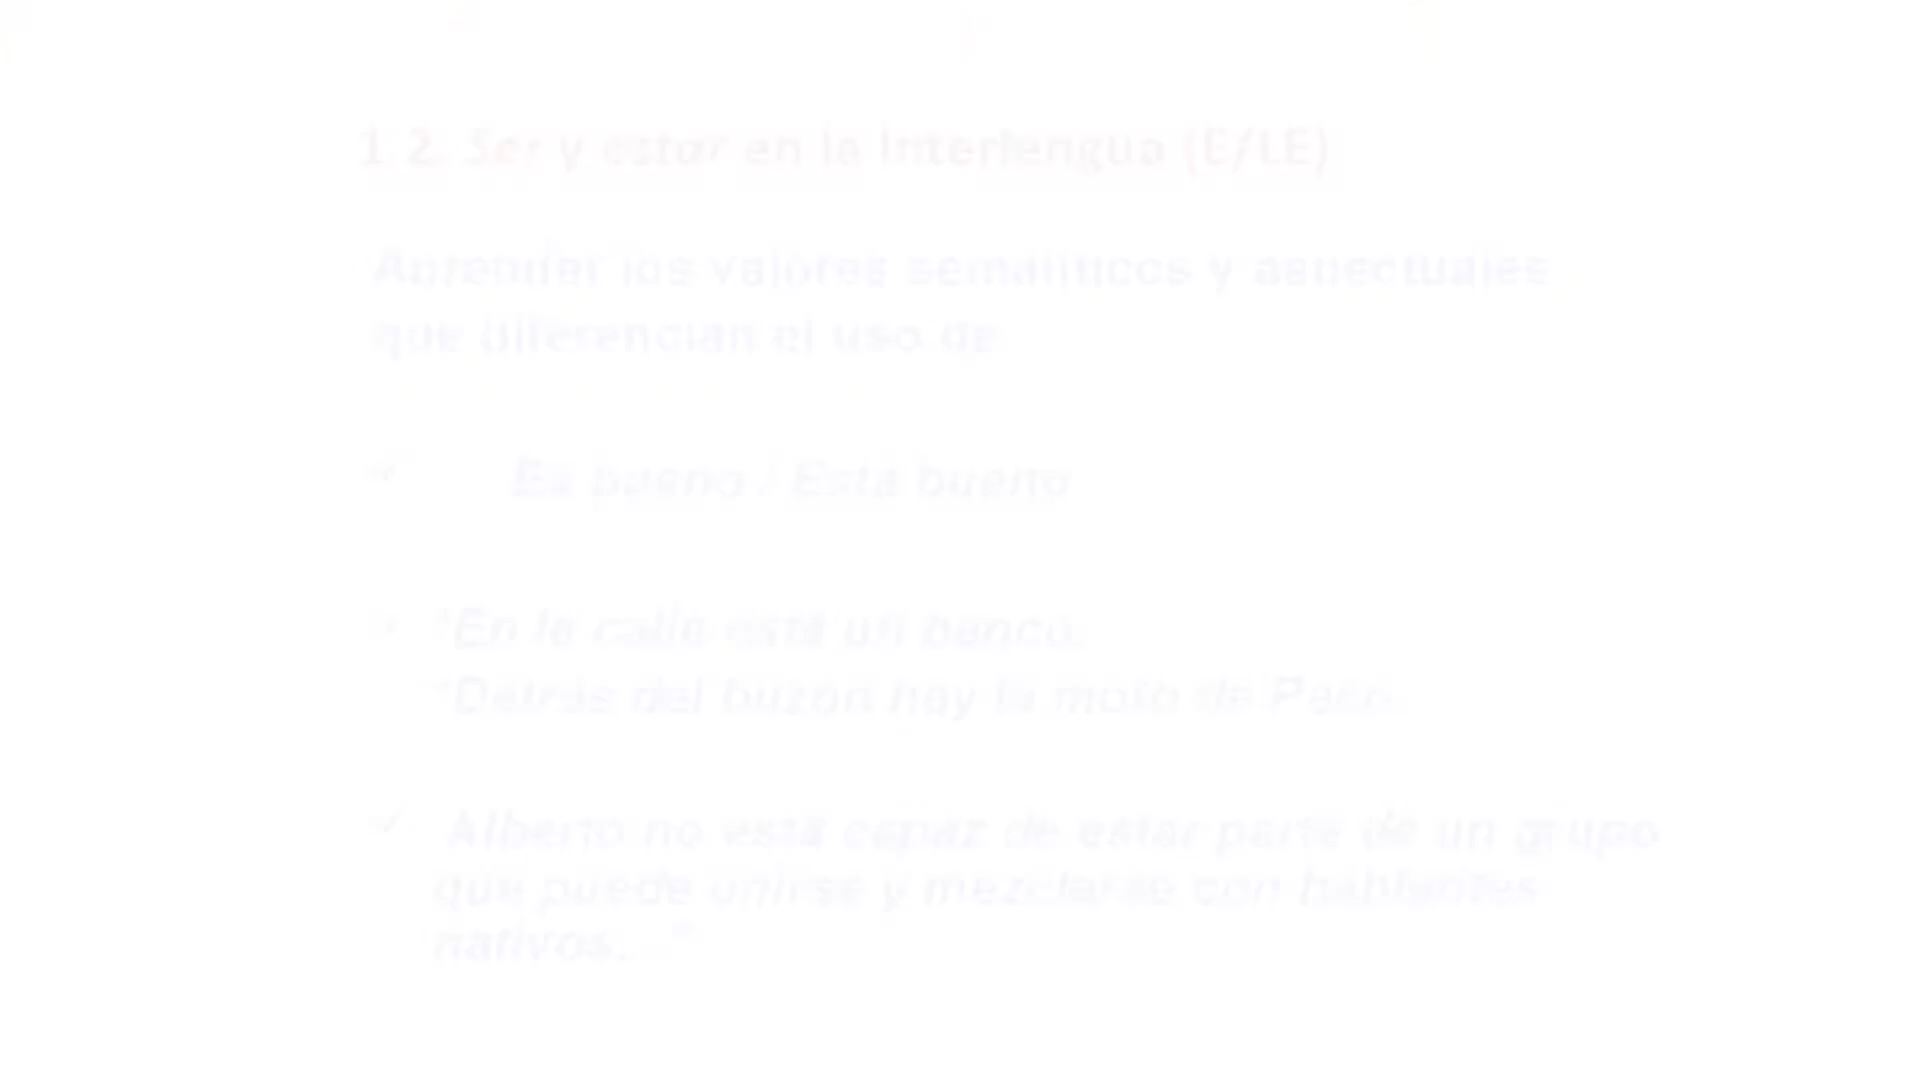 1.2. Ser y estar en la Interlengua (E/LE)
Aprender los valores semánticos y aspectuales
que diferencian el uso de
Es bueno / Está bueno
*En la calle está un banco.
*Detrás del buzón hay la moto de Paco.
Alberto no está capaz de estar parte de un grupo
que puede unirse y mezclarse con hablantes
nativos..."